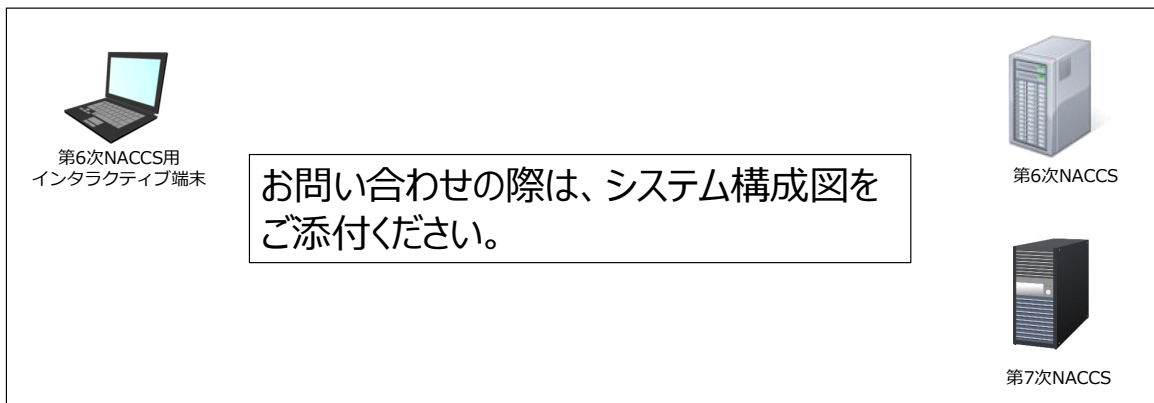 第6次NACCS用
インタラクティブ端末
お問い合わせの際は、システム構成図を
ご添付ください。
第6次NACCS
第7次NACCS